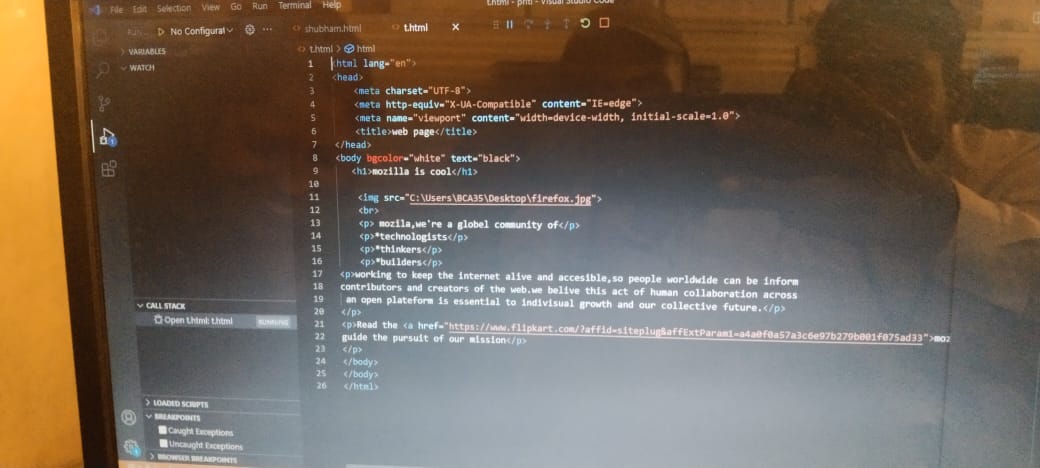 File Edit Selection View Go Run Terminal Help
t.html - phti - Visual Studio Code
No Configurat
shubham.html
t.html
VARIABLES
WATCH
t.html > html
1 <html lang="en">
2 <head>
3 <meta charset="UTF-8">
4 <meta http-equiv="X-UA-Compatible" content="IE=edge">
5 <meta name="viewport" content="width=device-width, initial-scale=1.0">
6 <title>web page</title>
7 </head>
8 <body bgcolor="white" text="black">
9 <h1>mozilla is cool</h1>
10
11 <img src="C:\Users\BCA35\Desktop\firefox.jpg">
12 <br>
13 <p> mozila,we're a globel community of</p>
14 <p>*technologists</p>
15 <p>*thinkers</p>
16 <p>*builders</p>
17 <p>working to keep the internet alive and accesible,so people worldwide can be inform
18 contributors and creators of the web.we belive this act of human collaboration across
19 an open plateform is essential to indivisual growth and our collective future.</p>
20 </p>
21 <p>Read the <a href="https://www.flipkart.com/?affid=siteplug&affExtParam1=a4a0f0a57a3c6e97b279b001f075ad33">moz
22 guide the pursuit of our mission</p>
23 </p>
24 </body>
25 </body>
26 </html>
CALL STACK
Open t.html: t.html RUNNING
LOADED SCRIPTS
BREAKPOINTS
Caught Exceptions
Uncaught Exceptions
BROWSER BREAKPOINTS